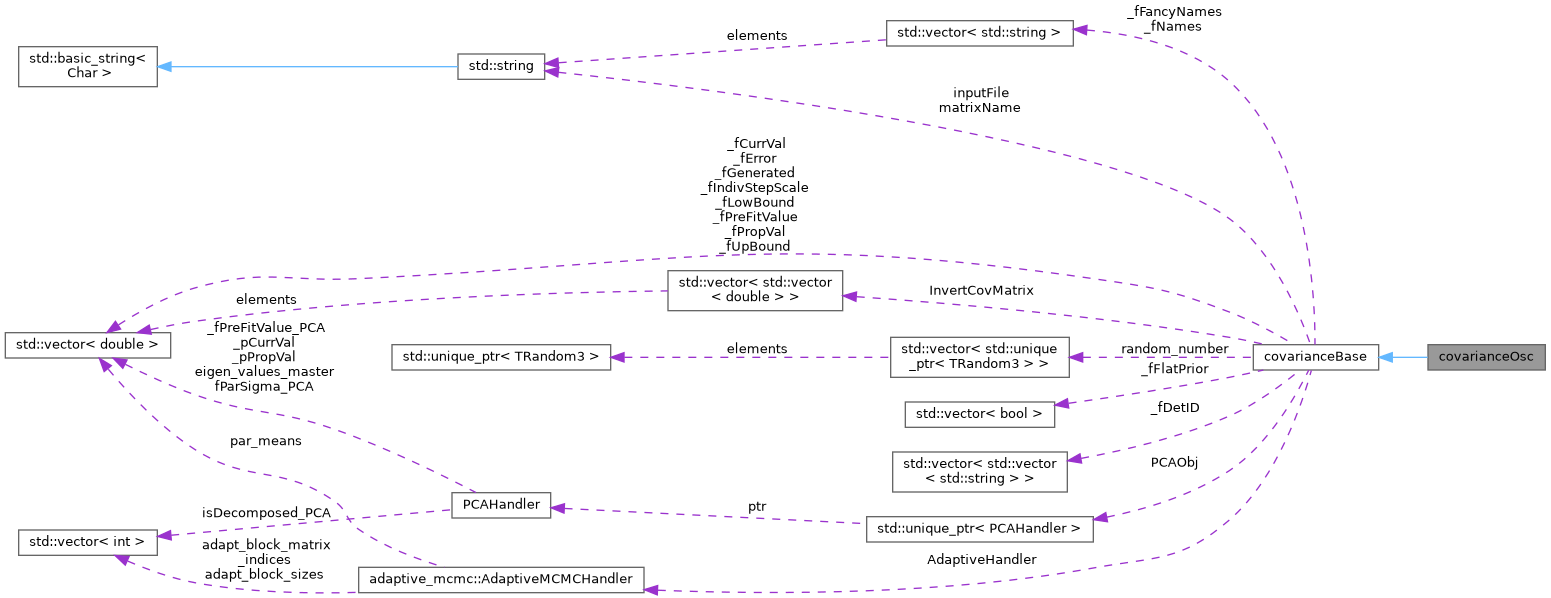 _fFancyNames
_fNames
std::vector< std::string >
elements
std::basic_string<
Char >
std::string
inputFile
matrixName
_fCurrVal
_fError
_fGenerated
_fIndivStepScale
_fLowBound
_fPreFitValue
_fPropVal
_fUpBound
std::vector< std::vector
< double > >
InvertCovMatrix
elements
_fPreFitValue_PCA
_pCurrVal
_pPropVal
eigen_values_master
fParSigma_PCA
std::vector< double >
std::unique_ptr< TRandom3 >
elements
std::vector< std::unique
_ptr< TRandom3 > >
random_number
covarianceBase
covarianceOsc
_fFlatPrior
std::vector< bool >
_fDetID
par_means
std::vector< std::vector
< std::string > >
PCAObj
PCAHandler
ptr
isDecomposed_PCA
std::unique_ptr< PCAHandler >
std::vector< int >
adapt_block_matrix
_indices
adapt_block_sizes
adaptive_mcmc::AdaptiveMCMCHandler
AdaptiveHandler